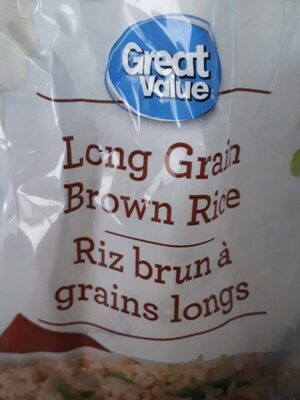 Great
Value
Long Grain
Brown Rice
Riz brun à
grains longs